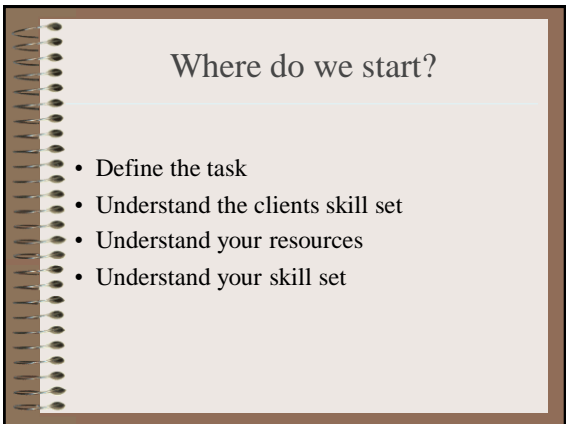 Where do we start?
• Define the task
• Understand the clients skill set
• Understand your resources
• Understand your skill set